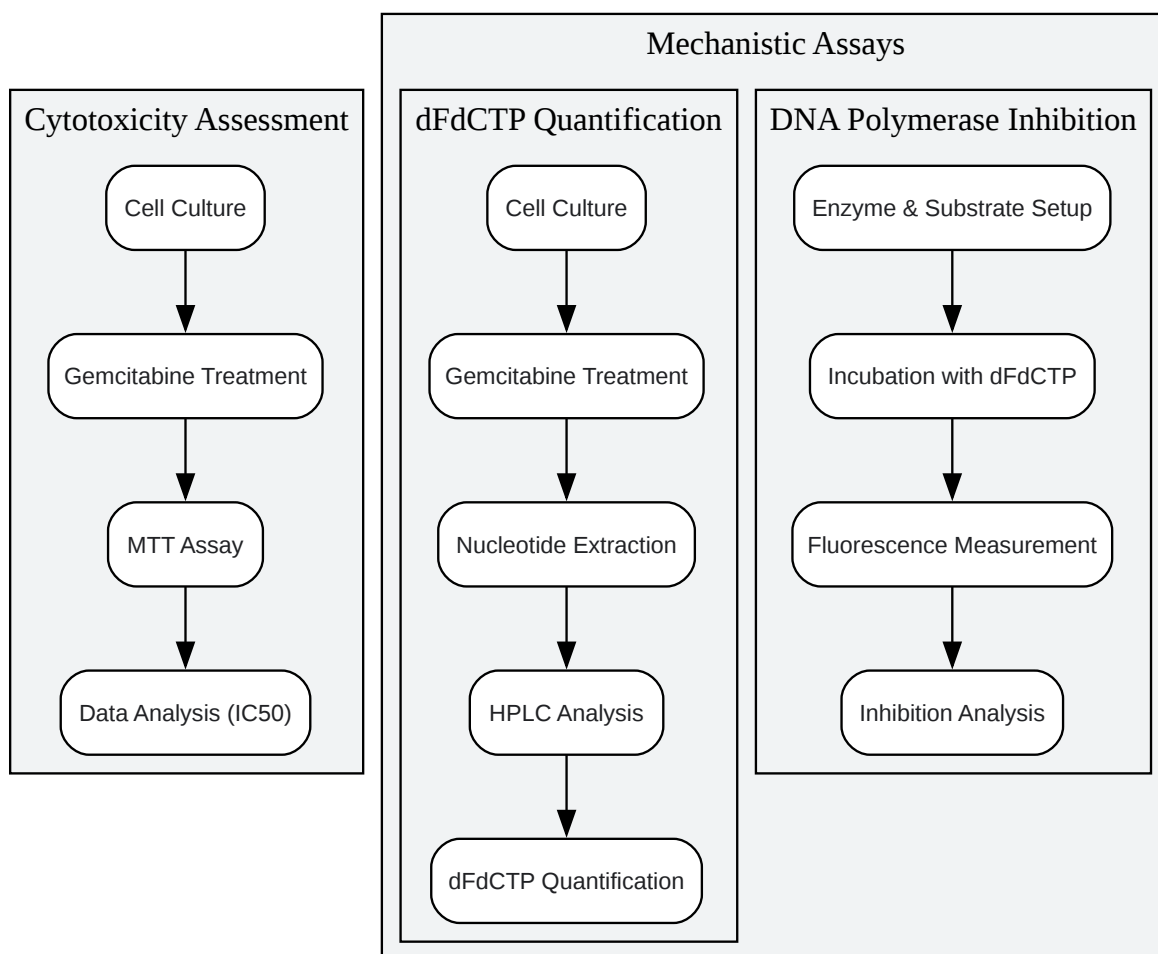 Mechanistic Assays
Cytotoxicity Assessment
Cell Culture
Gemcitabine Treatment
MTT Assay
Data Analysis (IC50)
dFdCTP Quantification
Cell Culture
Gemcitabine Treatment
Nucleotide Extraction
HPLC Analysis
dFdCTP Quantification
DNA Polymerase Inhibition
Enzyme & Substrate Setup
Incubation with dFdCTP
Fluorescence Measurement
Inhibition Analysis